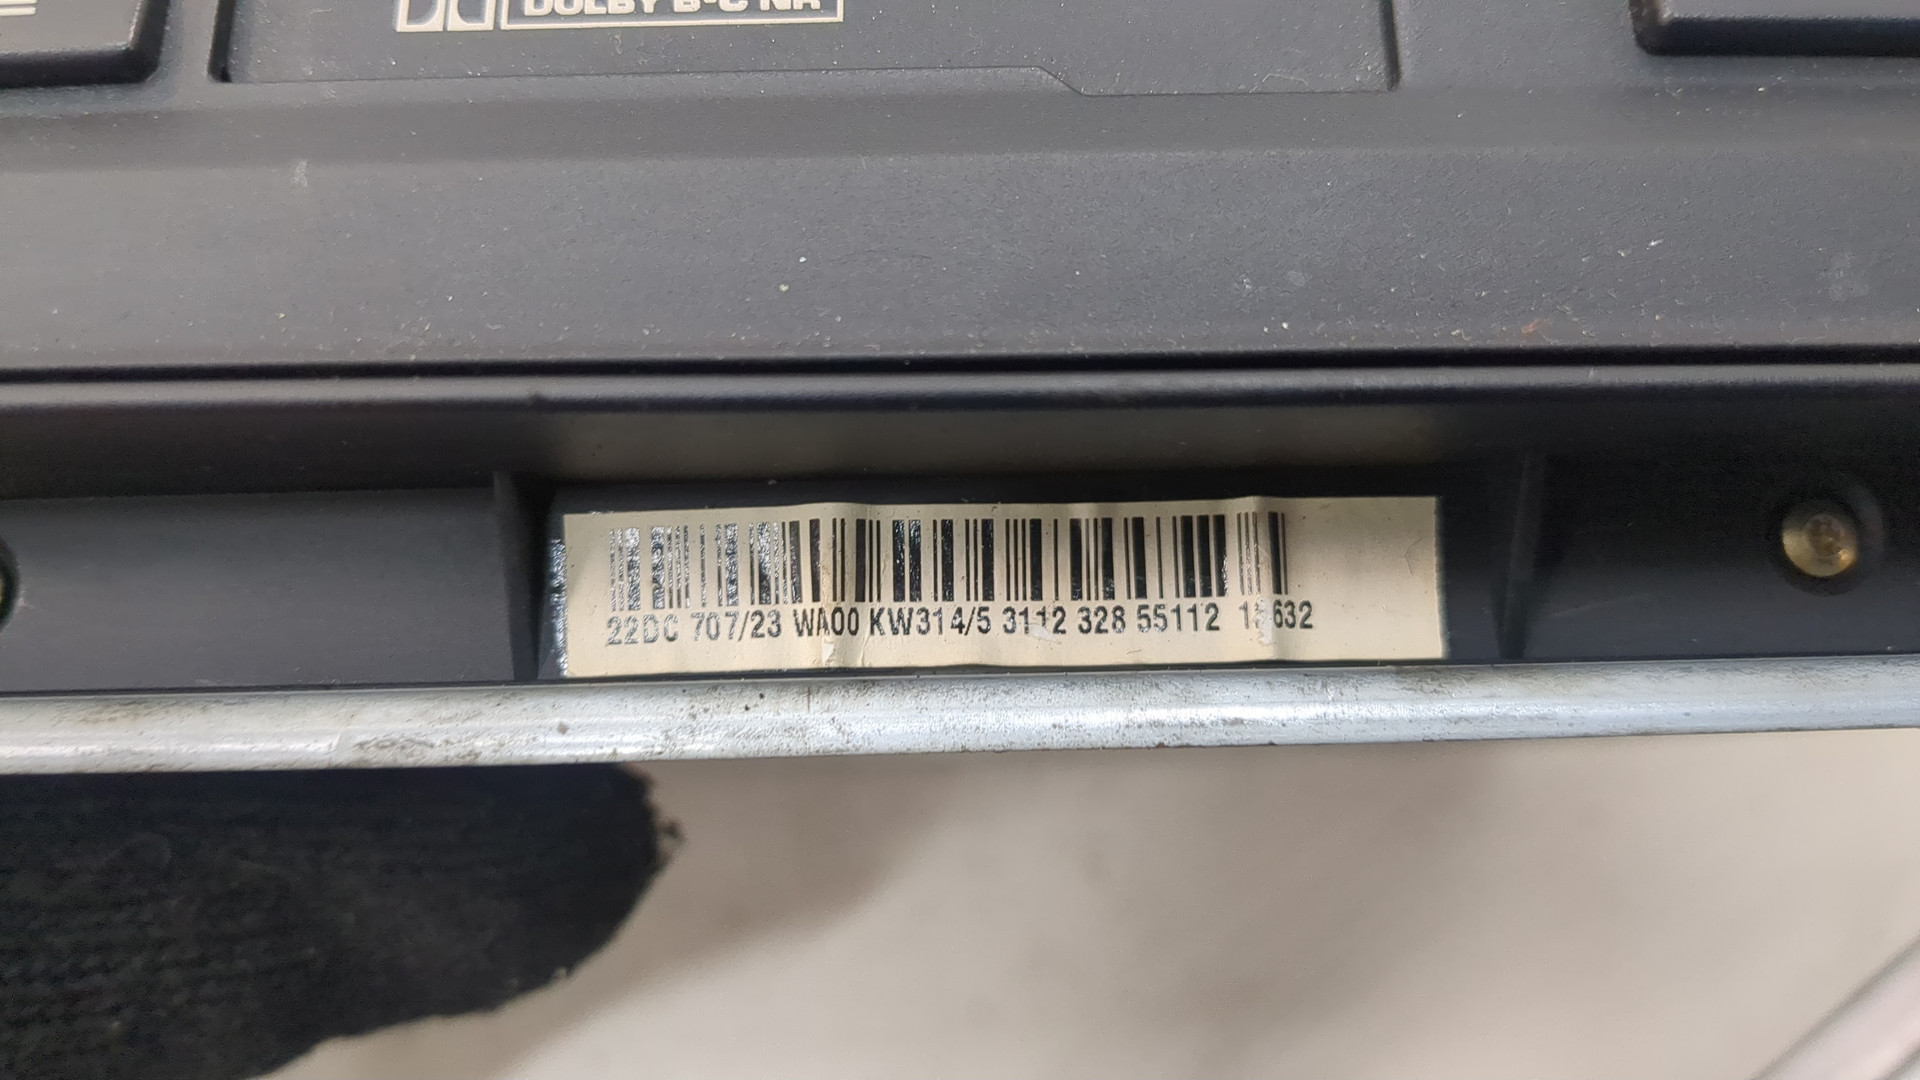 DOLBY B-C NR
22DC 707/23 WA00 KW314/5 3112 328 55112